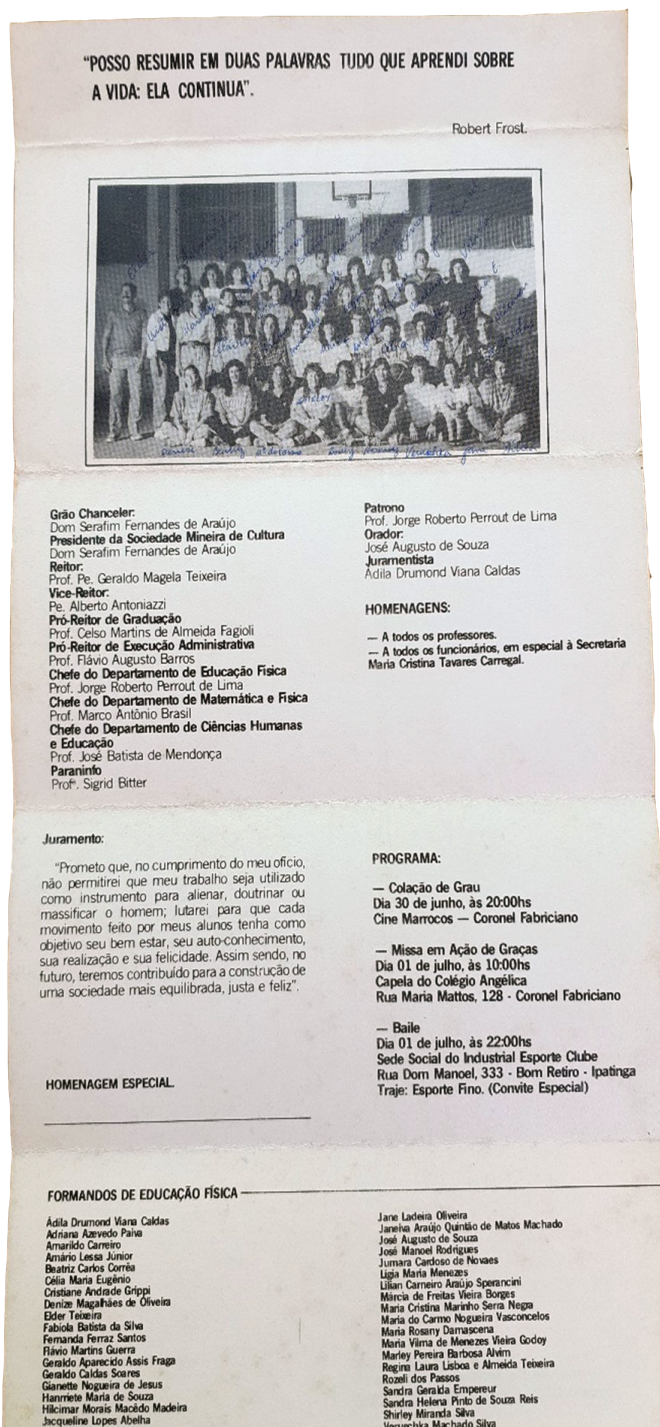 “POSSO RESUMIR EM DUAS PALAVRAS TUDO QUE APRENDI SOBRE
A VIDA: ELA CONTINUA”.
Robert Frost.
Grão Chanceler:
Dom Serafim Fernandes de Araújo
Presidente da Sociedade Mineira de Cultura
Dom Serafim Fernandes de Araújo
Reitor:
Prof. Pe. Geraldo Magela Teixeira
Vice-Reitor:
Pe. Alberto Antoniazzi
Pró-Reitor de Graduação
Prof. Celso Martins de Almeida Fagioli
Pró-Reitor de Execução Administrativa
Prof. Flávio Augusto Barros
Chefe do Departamento de Educação Física
Prof. Jorge Roberto Perrout de Lima
Chefe do Departamento de Matemática e Física
Prof. Marco Antônio Brasil
Chefe do Departamento de Ciências Humanas
e Educação
Prof. José Batista de Mendonça
Paraninfo
Profª. Sigrid Bitter
Patrono
Prof. Jorge Roberto Perrout de Lima
Orador:
José Augusto de Souza
Juramentista
Ádila Drumond Viana Caldas
HOMENAGENS:
— A todos os professores.
— A todos os funcionários, em especial à Secretaria
Maria Cristina Tavares Carregal.
Juramento:
“Prometo que, no cumprimento do meu ofício,
não permitirei que meu trabalho seja utilizado
como instrumento para alienar, doutrinar ou
massificar o homem; lutarei para que cada
movimento feito por meus alunos tenha como
objetivo seu bem estar, seu auto-conhecimento,
sua realização e sua felicidade. Assim sendo, no
futuro, teremos contribuído para a construção de
uma sociedade mais equilibrada, justa e feliz”.
HOMENAGEM ESPECIAL.
PROGRAMA:
— Colação de Grau
Dia 30 de junho, às 20:00hs
Cine Marrocos — Coronel Fabriciano
— Missa em Ação de Graças
Dia 01 de julho, às 10:00hs
Capela do Colégio Angélica
Rua Maria Mattos, 128 - Coronel Fabriciano
— Baile
Dia 01 de julho, às 22:00hs
Sede Social do Industrial Esporte Clube
Rua Dom Manoel, 333 - Bom Retiro - Ipatinga
Traje: Esporte Fino. (Convite Especial)
FORMANDOS DE EDUCAÇÃO FÍSICA
Ádila Drumond Viana Caldas
Adriana Azevedo Paiva
Amarildo Carneiro
Amário Lessa Júnior
Beatriz Carlos Corrêa
Célia Maria Eugênio
Cristiane Andrade Grippi
Denize Magalhães de Oliveira
Elder Teixeira
Fabíola Batista da Silva
Fernanda Ferraz Santos
Flávio Martins Guerra
Geraldo Aparecido Assis Fraga
Geraldo Caldas Soares
Gianette Nogueira de Jesus
Hanrriete Maria de Souza
Hilcimar Morais Macêdo Madeira
Jacqueline Lopes Abelha
Jane Ladeira Oliveira
Janeiva Araújo Quintão de Matos Machado
José Augusto de Souza
José Manoel Rodrigues
Jumara Cardoso de Novaes
Ligia Maria Menezes
Lilian Carneiro Araújo Sperancini
Márcia de Freitas Vieira Borges
Maria Cristina Marinho Serra Negra
Maria do Carmo Nogueira Vasconcelos
Maria Rosany Damascena
Maria Vilma de Menezes Vieira Godoy
Marley Pereira Barbosa Alvim
Regina Laura Lisboa e Almeida Teixeira
Rozeli dos Passos
Sandra Geralda Empereur
Sandra Helena Pinto de Souza Reis
Shirley Miranda Silva
Veruschka Machado Silva